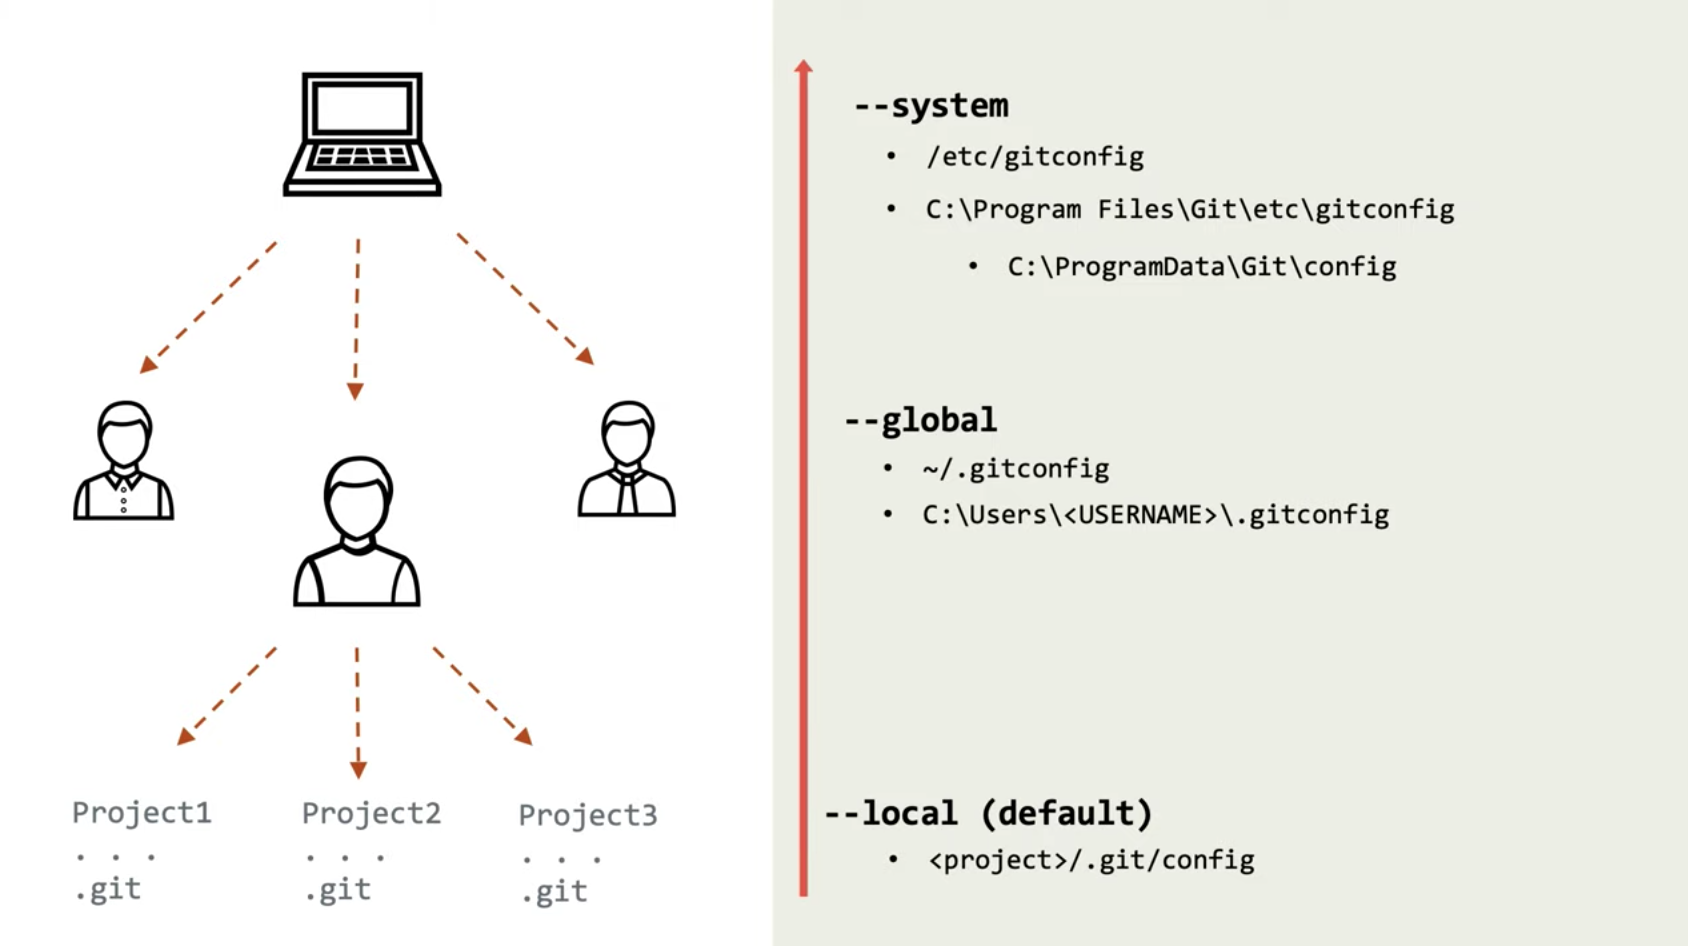 --system
• /etc/gitconfig
• C:\Program Files\Git\etc\gitconfig
• C:\ProgramData\Git\config
--global
• ~/.gitconfig
• C:\Users\<USERNAME>\.gitconfig
Project1
. . .
.git
Project2
. . .
.git
Project3
. . .
.git
--local (default)
• <project>/.git/config